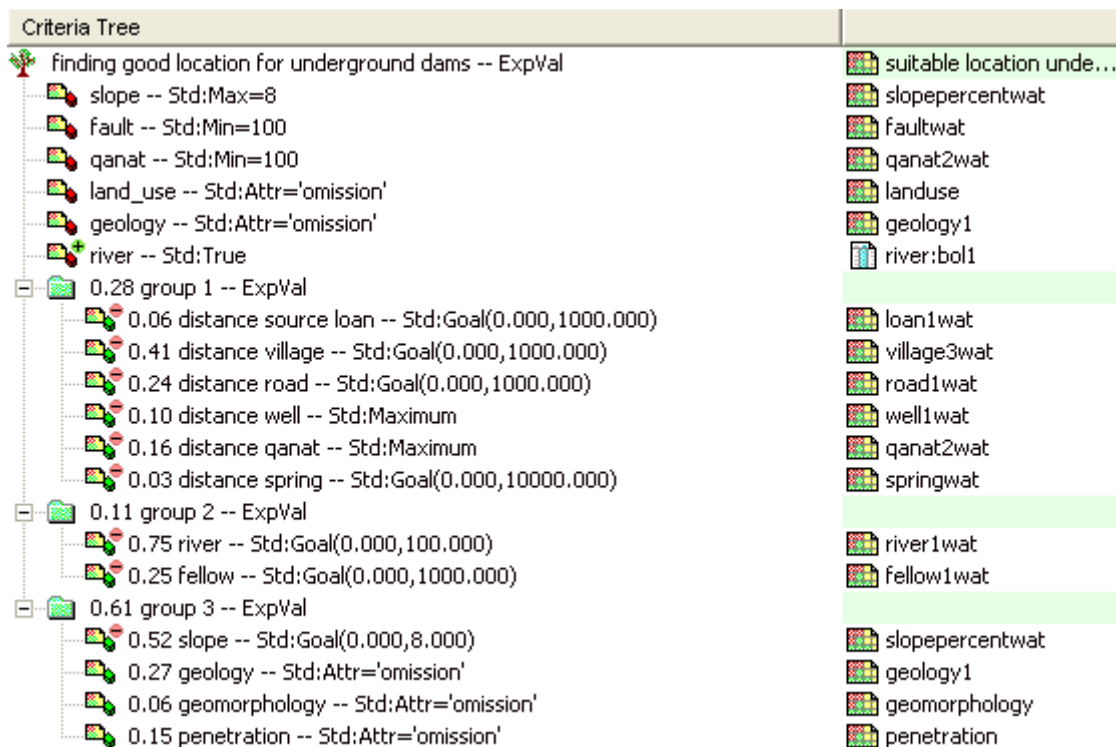 Criteria Tree
finding good location for underground dams -- ExpVal suitable location unde...
slope -- Std:Max=8 slopepercentwat
fault -- Std:Min=100 faultwat
qanat -- Std:Min=100 qanat2wat
land_use -- Std:Attr='omission' landuse
geology -- Std:Attr='omission' geology1
river -- Std:True river:bol1
0.28 group 1 -- ExpVal
0.06 distance source loan -- Std:Goal(0.000,1000.000) loan1wat
0.41 distance village -- Std:Goal(0.000,1000.000) village3wat
0.24 distance road -- Std:Goal(0.000,1000.000) road1wat
0.10 distance well -- Std:Maximum well1wat
0.16 distance qanat -- Std:Maximum qanat2wat
0.03 distance spring -- Std:Goal(0.000,10000.000) springwat
0.11 group 2 -- ExpVal
0.75 river -- Std:Goal(0.000,100.000) river1wat
0.25 fellow -- Std:Goal(0.000,1000.000) fellow1wat
0.61 group 3 -- ExpVal
0.52 slope -- Std:Goal(0.000,8.000) slopepercentwat
0.27 geology -- Std:Attr='omission' geology1
0.06 geomorphology -- Std:Attr='omission' geomorphology
0.15 penetration -- Std:Attr='omission' penetration